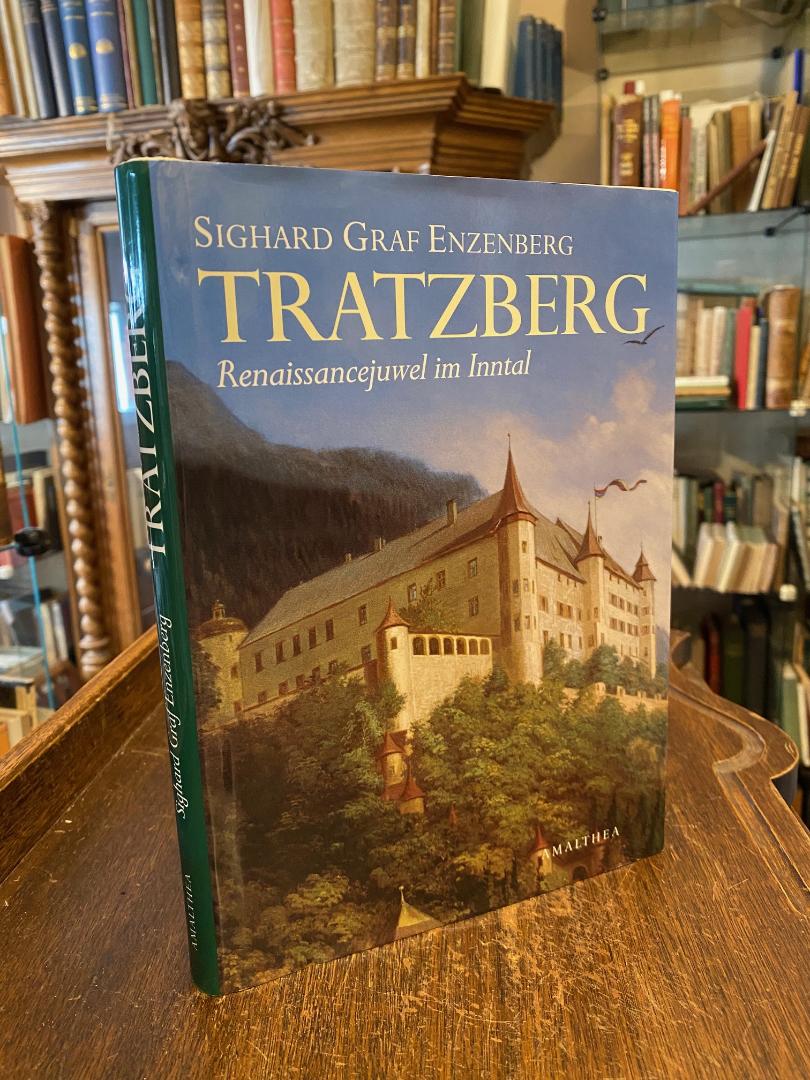 SIGHARD GRAF ENZENBERG
TRATZBERG
Renaissancejuwel im Inntal
AMALTHEA
TRATZBERG
Sighard Graf Enzenberg
AMALTHEA